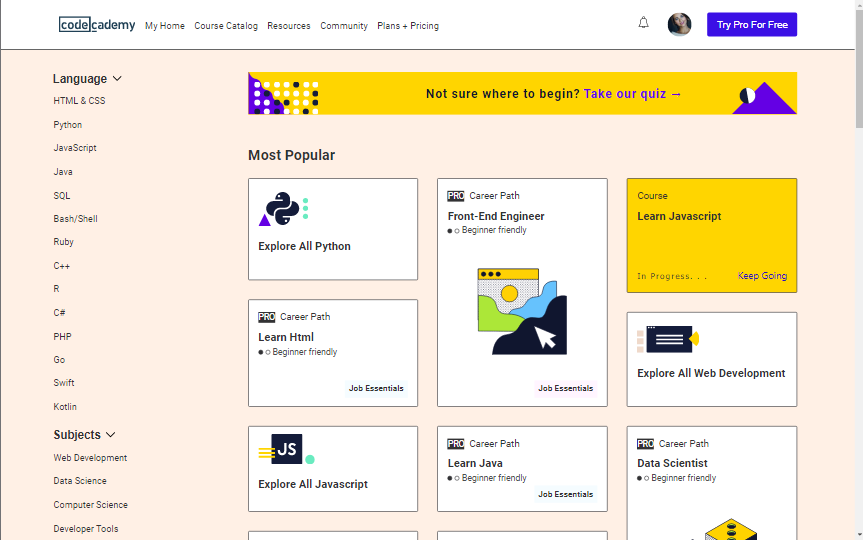 codecademy
My Home Course Catalog Resources Community Plans + Pricing
Try Pro For Free
Language
HTML & CSS
Python
JavaScript
Java
SQL
Bash/Shell
Ruby
C++
R
C#
PHP
Go
Swift
Kotlin
Subjects
Web Development
Data Science
Computer Science
Developer Tools
Not sure where to begin? Take our quiz →
Most Popular
Explore All Python
PRO Career Path
Learn Html
Beginner friendly
Job Essentials
JS
Explore All Javascript
PRO Career Path
Front-End Engineer
Beginner friendly
Job Essentials
PRO Career Path
Learn Java
Beginner friendly
Job Essentials
Course
Learn Javascript
In Progress. . . Keep Going
Explore All Web Development
PRO Career Path
Data Scientist
Beginner friendly